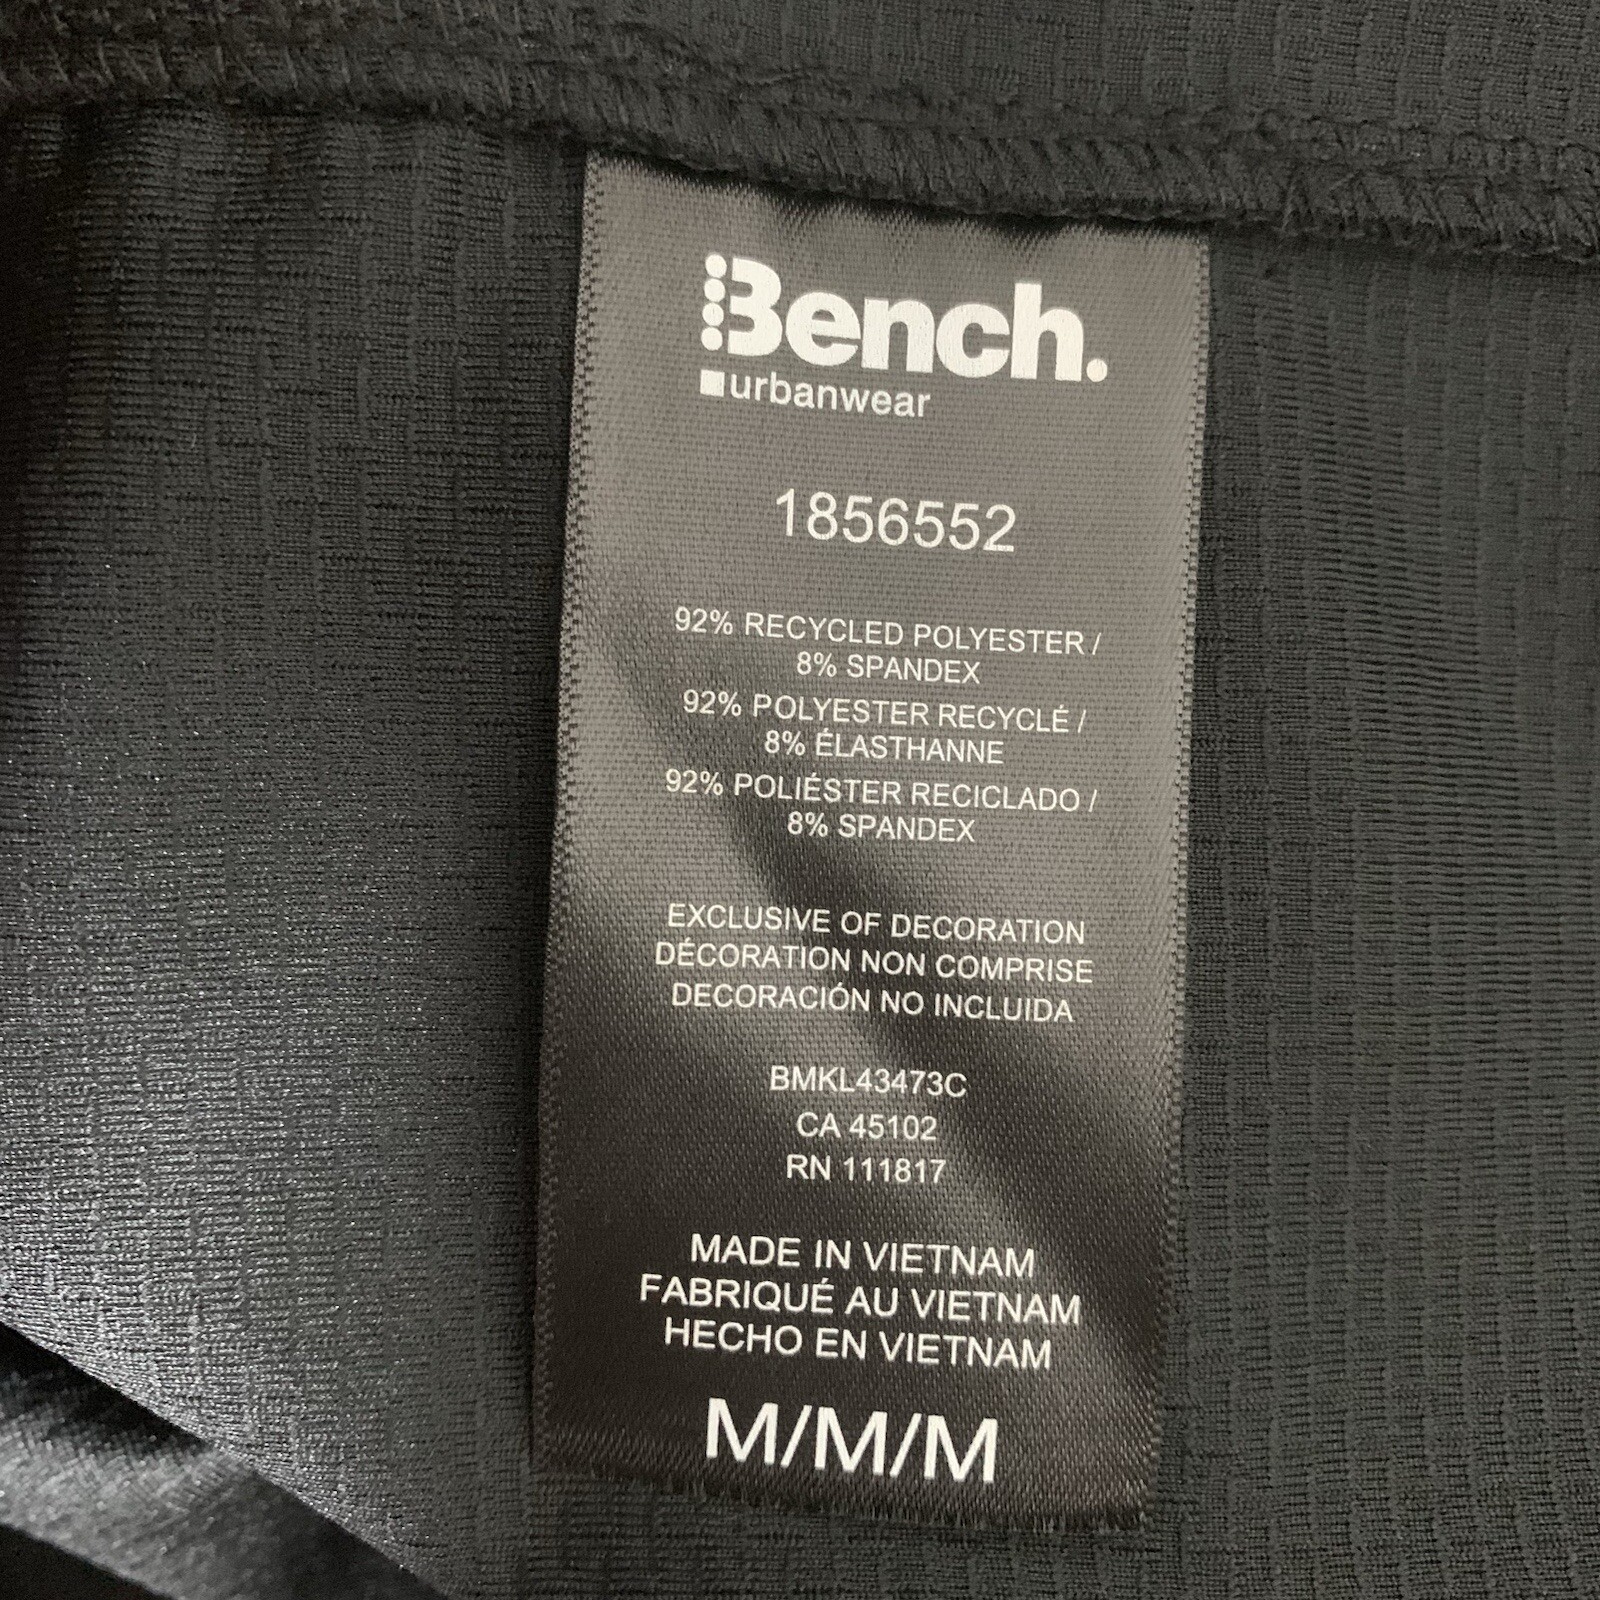 Bench.
urbanwear
1856552
92% RECYCLED POLYESTER /
8% SPANDEX
92% POLYESTER RECYCLÉ /
8% ÉLASTHANNE
92% POLIÉSTER RECICLADO /
8% SPANDEX
EXCLUSIVE OF DECORATION
DÉCORATION NON COMPRISE
DECORACIÓN NO INCLUIDA
BMKL43473C
CA 45102
RN 111817
MADE IN VIETNAM
FABRIQUÉ AU VIETNAM
HECHO EN VIETNAM
M/M/M